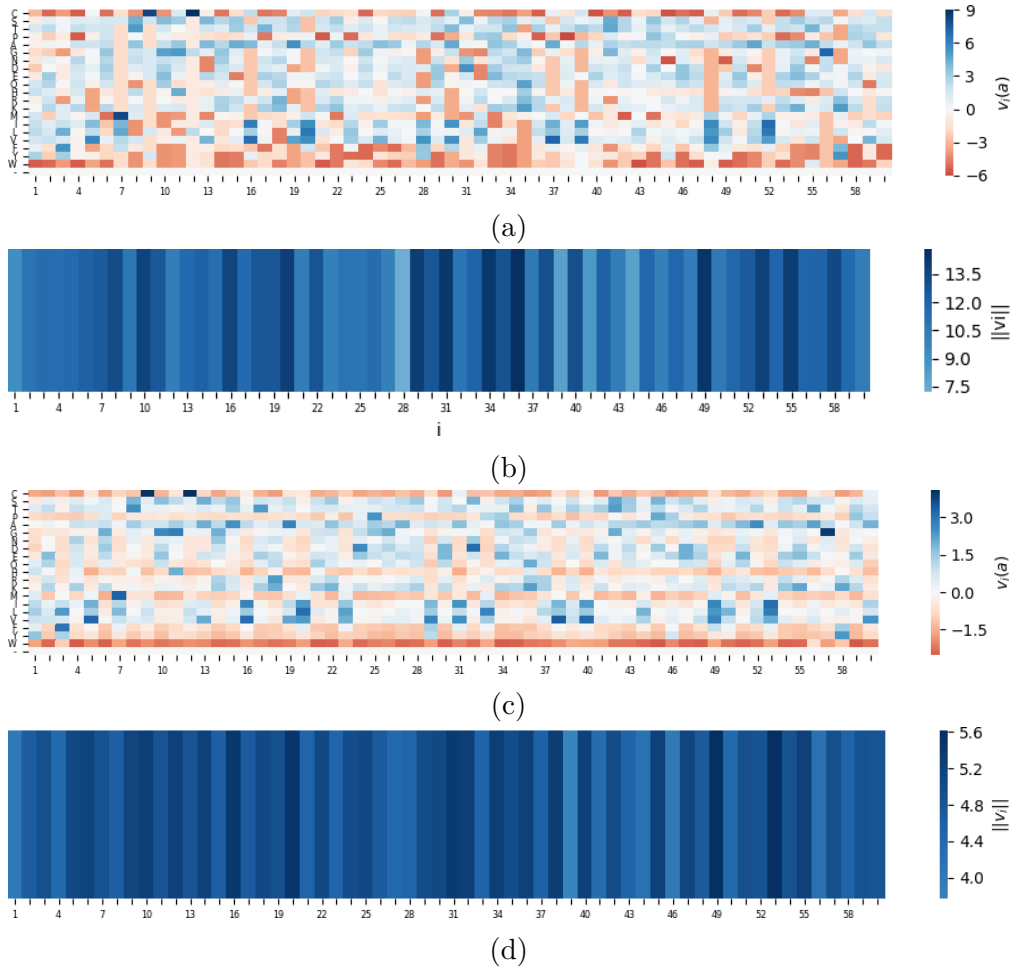 C
P
A
G
N
M
W
1 4 7 10 13 16 19 22 25 28 31 34 37 40 43 46 49 52 55 58
9
6
3
0
−3
−6
vᵢ(a)
(a)
1 4 7 10 13 16 19 22 25 28 31 34 37 40 43 46 49 52 55 58
i
13.5
12.0
10.5
9.0
7.5
||vi||
(b)
C
P
A
G
N
M
W
1 4 7 10 13 16 19 22 25 28 31 34 37 40 43 46 49 52 55 58
3.0
1.5
0.0
−1.5
vᵢ(a)
(c)
1 4 7 10 13 16 19 22 25 28 31 34 37 40 43 46 49 52 55 58
5.6
5.2
4.8
4.4
4.0
||vᵢ||
(d)